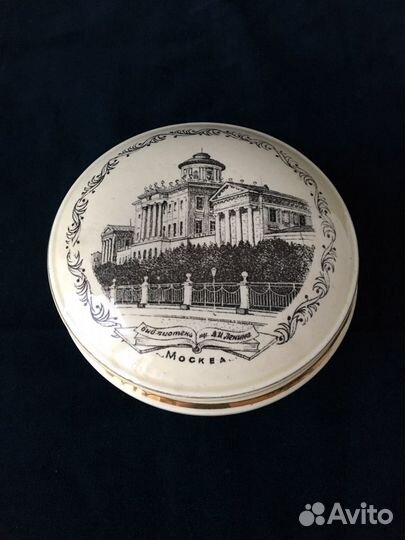 библиотека им. В.И. Ленина
Москва
Avito